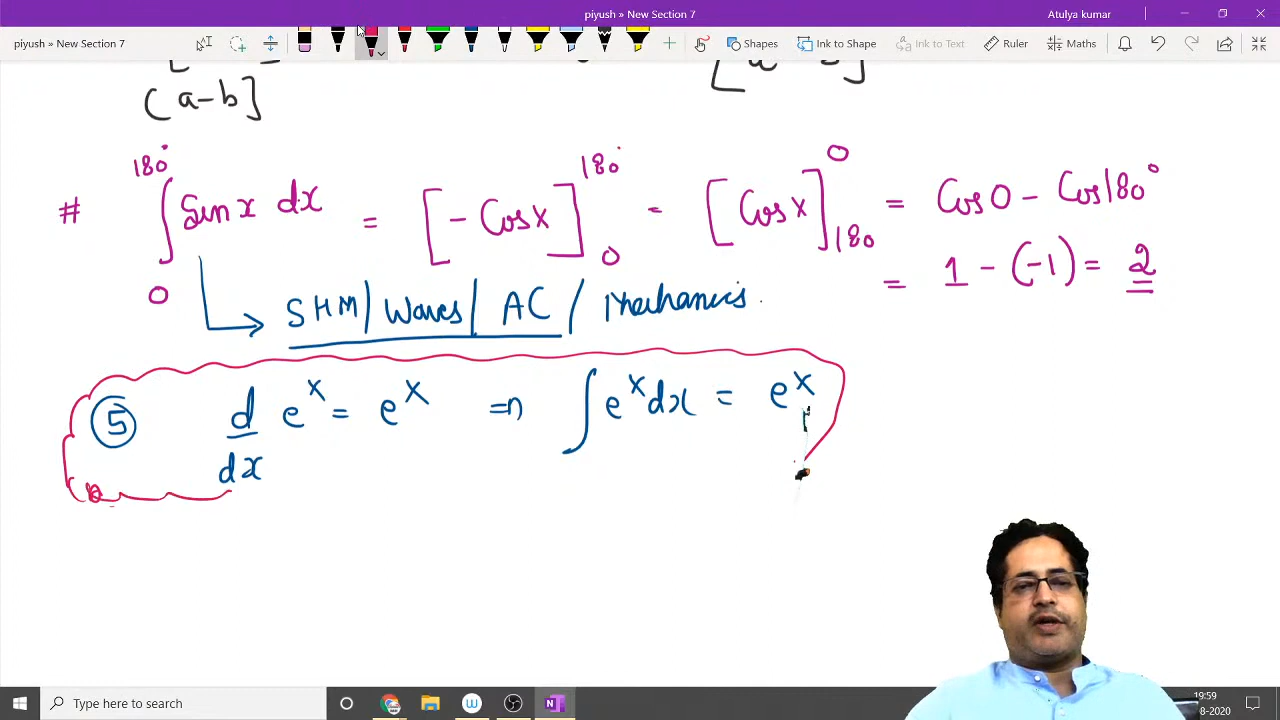 piyush » New Section 7
Atulya kumar
piyush » New Section 7
Shapes
Ink to Shape
Ink to Text
Ruler
Maths
(a-b]
# ∫₀^180° Sin x dx = [- Cos x]₀^180° = [Cos x]₁₈₀^0 = Cos 0 - Cos 180°
= 1 - (-1) = 2
SHM / Waves / AC / Mechanics.
⑤ d/dx e^x = e^x ⇒ ∫ e^x dx = e^x
Type here to search
19:59
8-2020